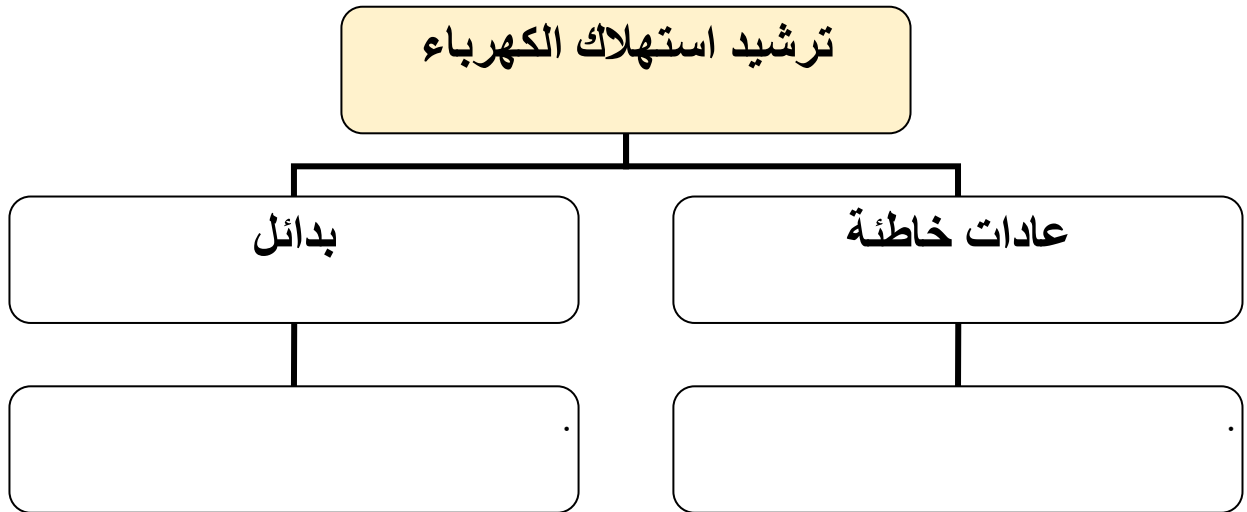 ترشيد استهلاك الكهرباء
عادات خاطئة
بدائل
.
.